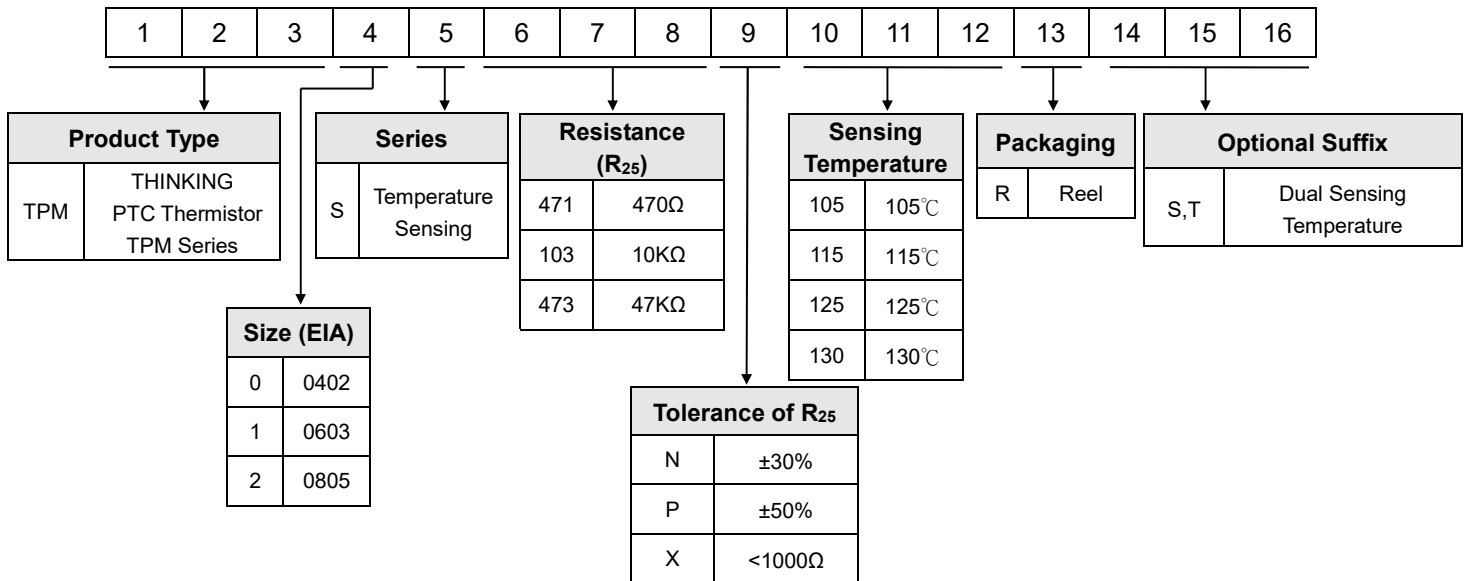 1 2 3 4 5 6 7 8 9 10 11 12 13 14 15 16
Product Type
TPM
THINKING
PTC Thermistor
TPM Series
Size (EIA)
0 0402
1 0603
2 0805
Series
S
Temperature
Sensing
Resistance
(R25)
471 470Ω
103 10KΩ
473 47KΩ
Tolerance of R25
N ±30%
P ±50%
X <1000Ω
Sensing
Temperature
105 105℃
115 115℃
125 125℃
130 130℃
Packaging
R Reel
Optional Suffix
S,T
Dual Sensing
Temperature